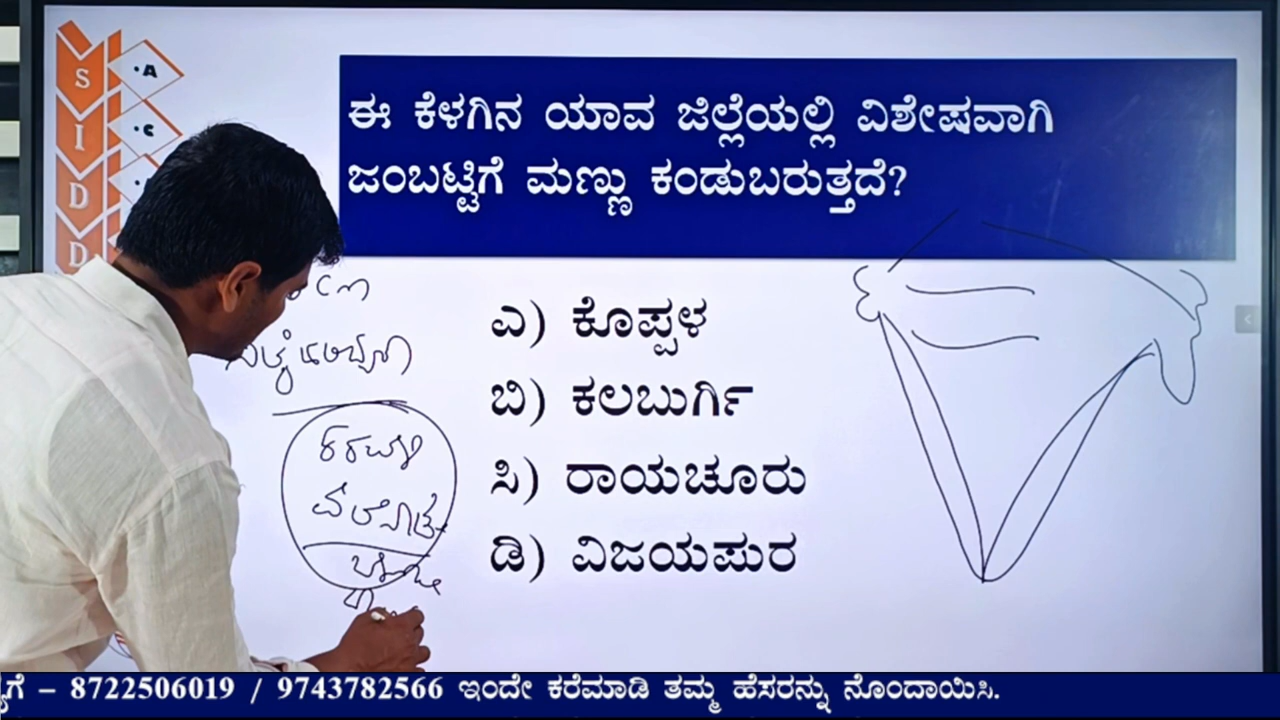 S
I
D
D
•A
•C
ಈ ಕೆಳಗಿನ ಯಾವ ಜಿಲ್ಲೆಯಲ್ಲಿ ವಿಶೇಷವಾಗಿ
ಜಂಬಟ್ಟಿಗೆ ಮಣ್ಣು ಕಂಡುಬರುತ್ತದೆ?
ಎ) ಕೊಪ್ಪಳ
ಬಿ) ಕಲಬುರ್ಗಿ
ಸಿ) ರಾಯಚೂರು
ಡಿ) ವಿಜಯಪುರ
– 8722506019 / 9743782566 ಇಂದೇ ಕರೆಮಾಡಿ ತಮ್ಮ ಹೆಸರನ್ನು ನೊಂದಾಯಿಸಿ.